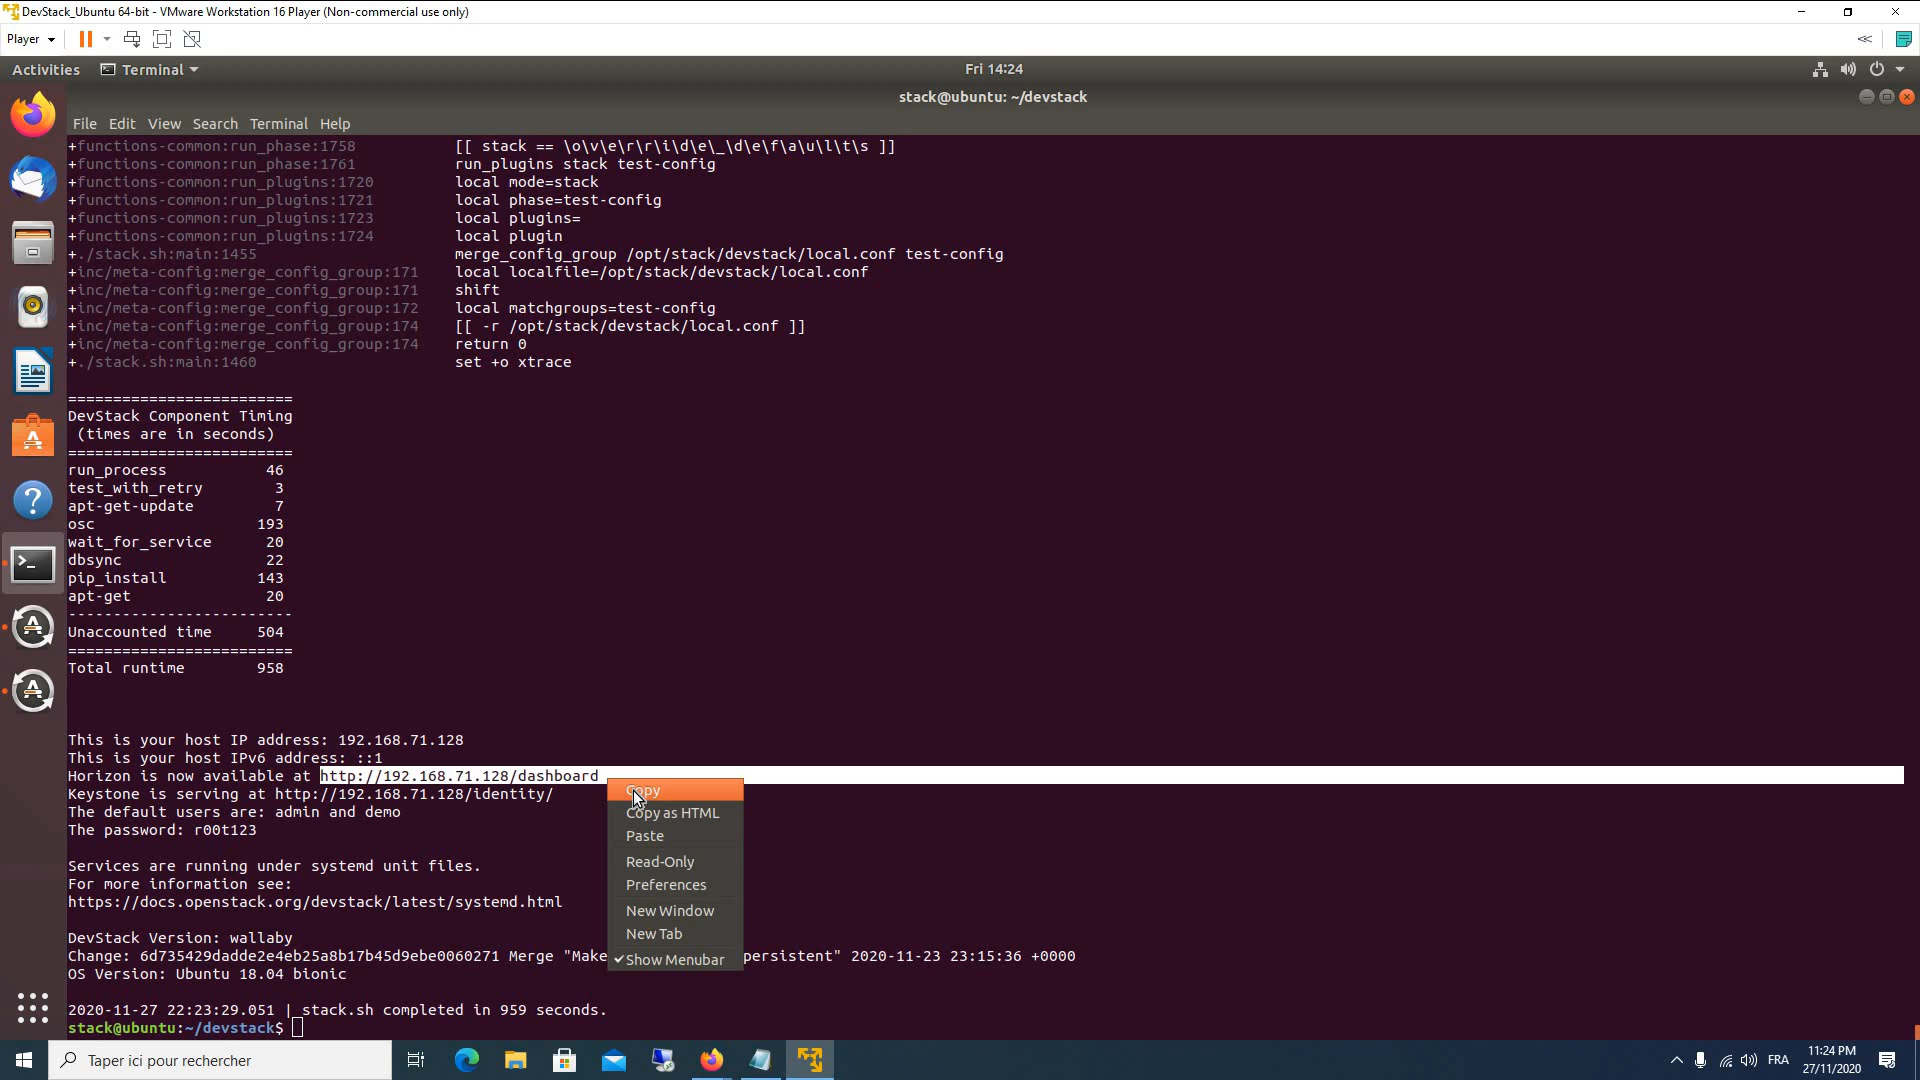 DevStack_Ubuntu 64-bit - VMware Workstation 16 Player (Non-commercial use only)
Player
Activities
Terminal
Fri 14:24
stack@ubuntu: ~/devstack
File Edit View Search Terminal Help
+functions-common:run_phase:1758 [[ stack == \o\v\e\r\r\i\d\e\_\d\e\f\a\u\l\t\s ]]
+functions-common:run_phase:1761 run_plugins stack test-config
+functions-common:run_plugins:1720 local mode=stack
+functions-common:run_plugins:1721 local phase=test-config
+functions-common:run_plugins:1723 local plugins=
+functions-common:run_plugins:1724 local plugin
+./stack.sh:main:1455 merge_config_group /opt/stack/devstack/local.conf test-config
+inc/meta-config:merge_config_group:171 local localfile=/opt/stack/devstack/local.conf
+inc/meta-config:merge_config_group:171 shift
+inc/meta-config:merge_config_group:172 local matchgroups=test-config
+inc/meta-config:merge_config_group:174 [[ -r /opt/stack/devstack/local.conf ]]
+inc/meta-config:merge_config_group:174 return 0
+./stack.sh:main:1460 set +o xtrace
=========================
DevStack Component Timing
(times are in seconds)
=========================
run_process 46
test_with_retry 3
apt-get-update 7
osc 193
wait_for_service 20
dbsync 22
pip_install 143
apt-get 20
-------------------------
Unaccounted time 504
=========================
Total runtime 958
This is your host IP address: 192.168.71.128
This is your host IPv6 address: ::1
Horizon is now available at http://192.168.71.128/dashboard
Keystone is serving at http://192.168.71.128/identity/
The default users are: admin and demo
The password: r00t123
Services are running under systemd unit files.
For more information see:
https://docs.openstack.org/devstack/latest/systemd.html
DevStack Version: wallaby
Change: 6d735429dadde2e4eb25a8b17b45d9ebe0060271 Merge "Make persistent" 2020-11-23 23:15:36 +0000
OS Version: Ubuntu 18.04 bionic
2020-11-27 22:23:29.051 | stack.sh completed in 959 seconds.
stack@ubuntu:~/devstack$
Copy
Copy as HTML
Paste
Read-Only
Preferences
New Window
New Tab
Show Menubar
Taper ici pour rechercher
FRA
11:24 PM
27/11/2020